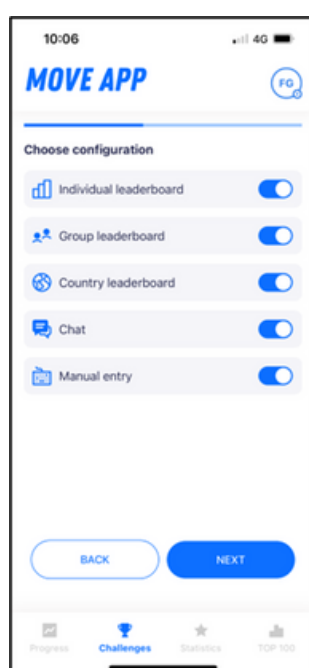 10:06
4G
MOVE APP
FG
Choose configuration
Individual leaderboard
Group leaderboard
Country leaderboard
Chat
Manual entry
BACK
NEXT
Progress
Challenges
Statistics
TOP 100